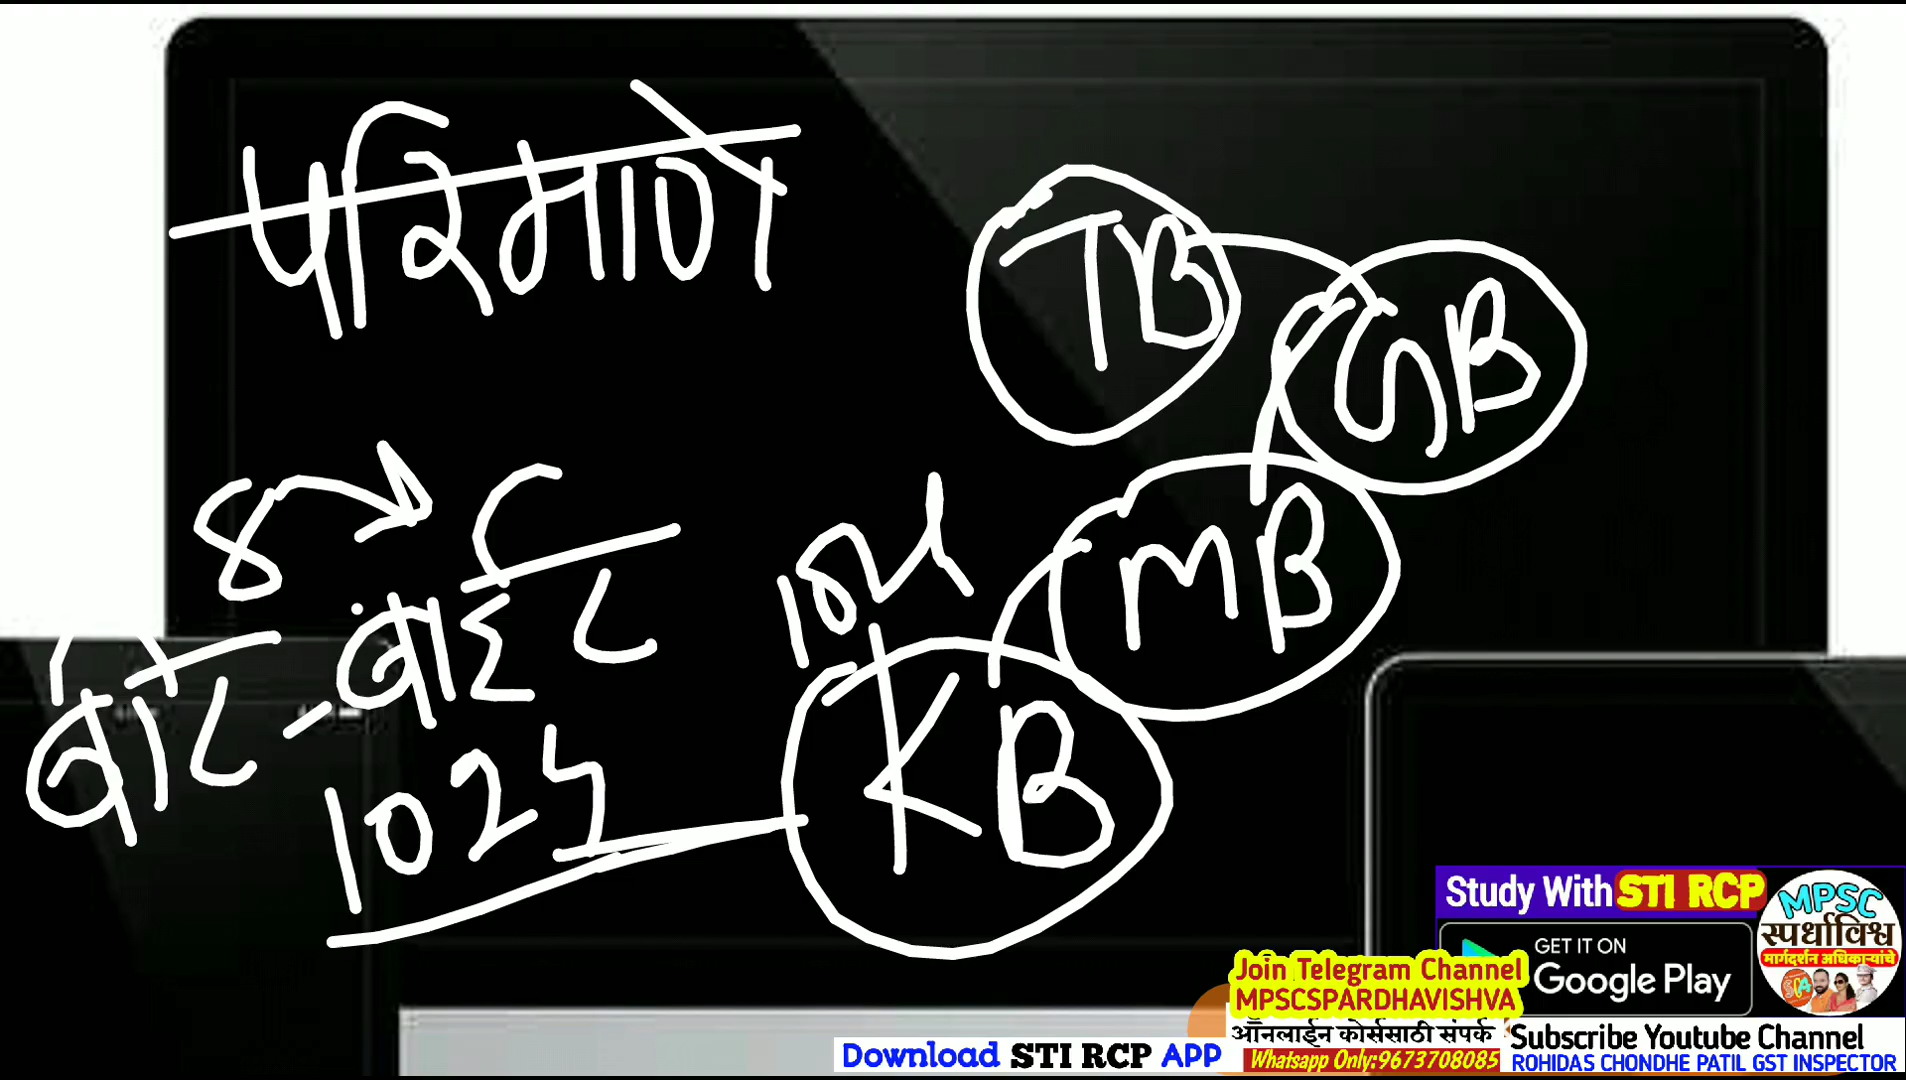 परिमाणे
TB
GB
MB
8
बीट - बाईट
1024
1024
KB
Study With STI RCP
GET IT ON
Google Play
MPSC
स्पर्धाविश्व
मार्गदर्शन अधिकाऱ्यांचे
Join Telegram Channel
MPSCSPARDHAVISHVA
ऑनलाईन कोर्ससाठी संपर्क
Whatsapp Only:9673708085
Download STI RCP APP
Subscribe Youtube Channel
ROHIDAS CHONDHE PATIL GST INSPECTOR